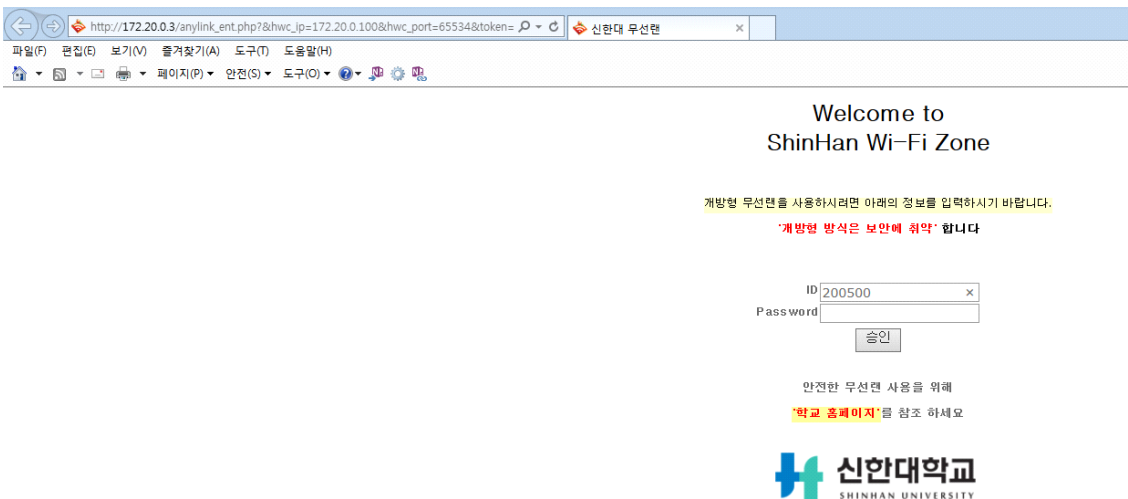 http://172.20.0.3/anylink_ent.php?&hwc_ip=172.20.0.100&hwc_port=65534&token=
신한대 무선랜
파일(F) 편집(E) 보기(V) 즐겨찾기(A) 도구(T) 도움말(H)
페이지(P) 안전(S) 도구(O)
Welcome to
ShinHan Wi-Fi Zone
개방형 무선랜을 사용하시려면 아래의 정보를 입력하시기 바랍니다.
'개방형 방식은 보안에 취약' 합니다
ID 200500
Password
승인
안전한 무선랜 사용을 위해
'학교 홈페이지'를 참조 하세요
신한대학교
SHINHAN UNIVERSITY